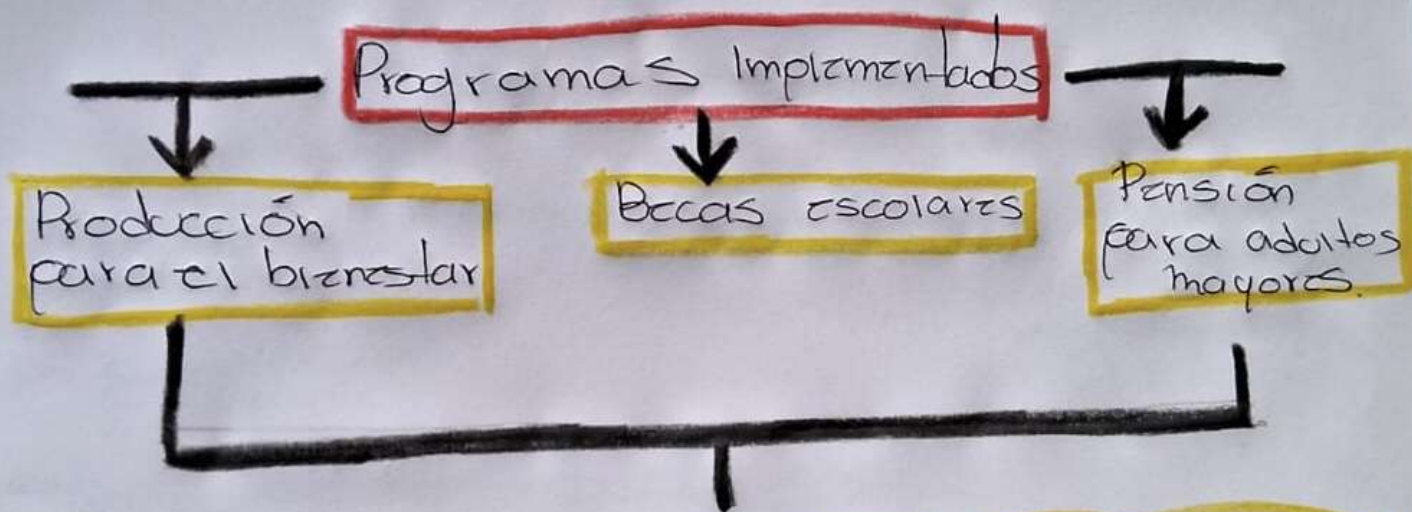 Programas Implementados
Producción
para el bienestar
Becas escolares
Pensión
para adultos
mayores.